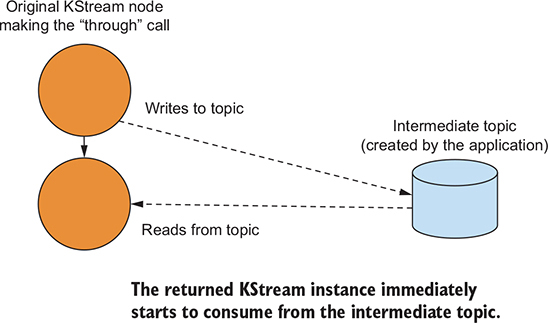 Original KStream node
making the “through” call
Writes to topic
Intermediate topic
(created by the application)
Reads from topic
The returned KStream instance immediately
starts to consume from the intermediate topic.